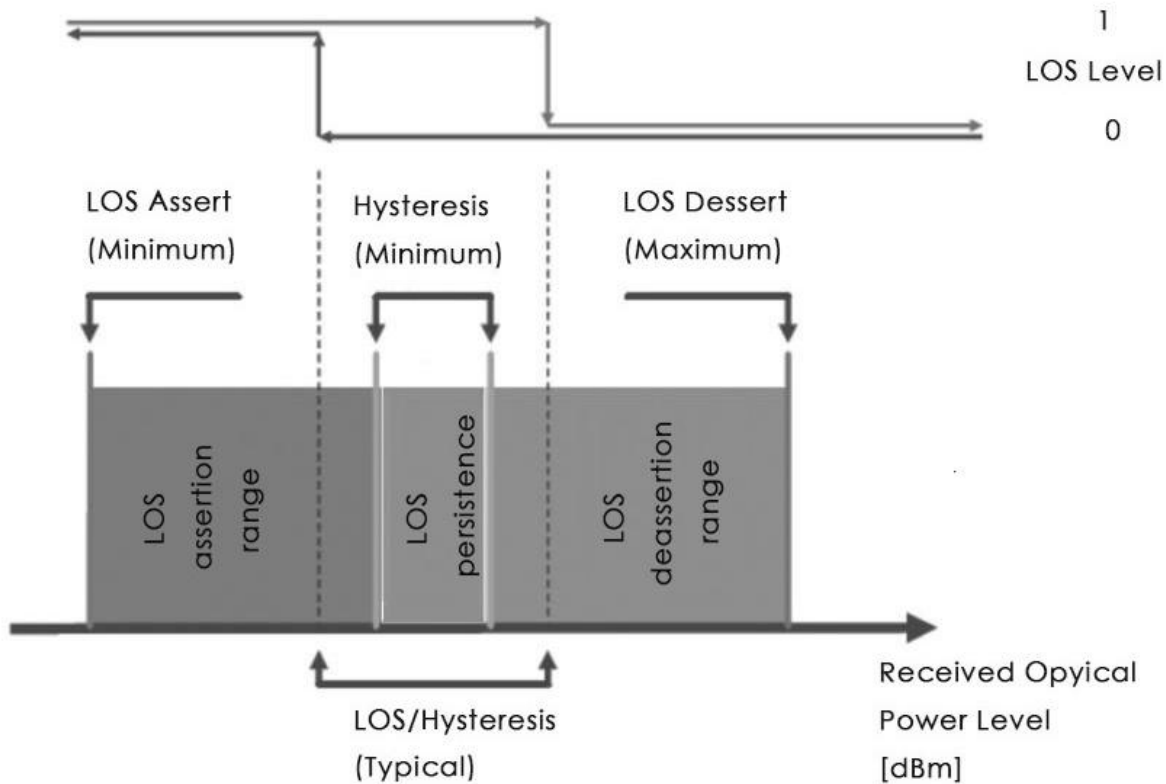 1
LOS Level
0
LOS Assert
(Minimum)
Hysteresis
(Minimum)
LOS Dessert
(Maximum)
LOS
assertion
range
LOS
persistence
LOS
deassertion
range
LOS/Hysteresis
(Typical)
Received Opyical
Power Level
[dBm]